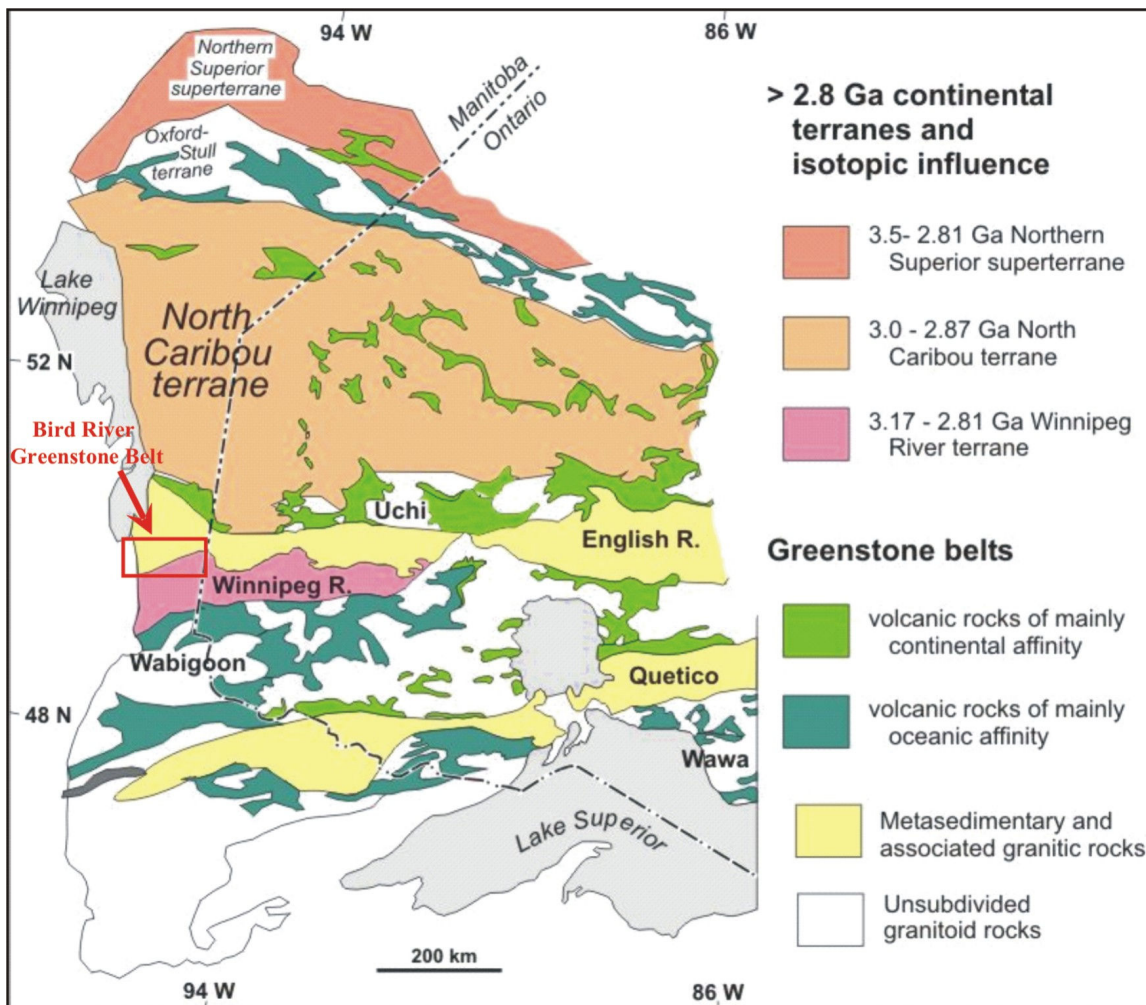 94 W
86 W
Northern
Superior
superterrane
Manitoba
Ontario
Oxford-
Stull
terrane
Lake
Winnipeg
North
Caribou
terrane
52 N
Bird River
Greenstone Belt
Uchi
English R.
Winnipeg R.
Wabigoon
Quetico
48 N
Wawa
Lake Superior
200 km
94 W
86 W
> 2.8 Ga continental
terranes and
isotopic influence
3.5- 2.81 Ga Northern
Superior superterrane
3.0 - 2.87 Ga North
Caribou terrane
3.17 - 2.81 Ga Winnipeg
River terrane
Greenstone belts
volcanic rocks of mainly
continental affinity
volcanic rocks of mainly
oceanic affinity
Metasedimentary and
associated granitic rocks
Unsubdivided
granitoid rocks